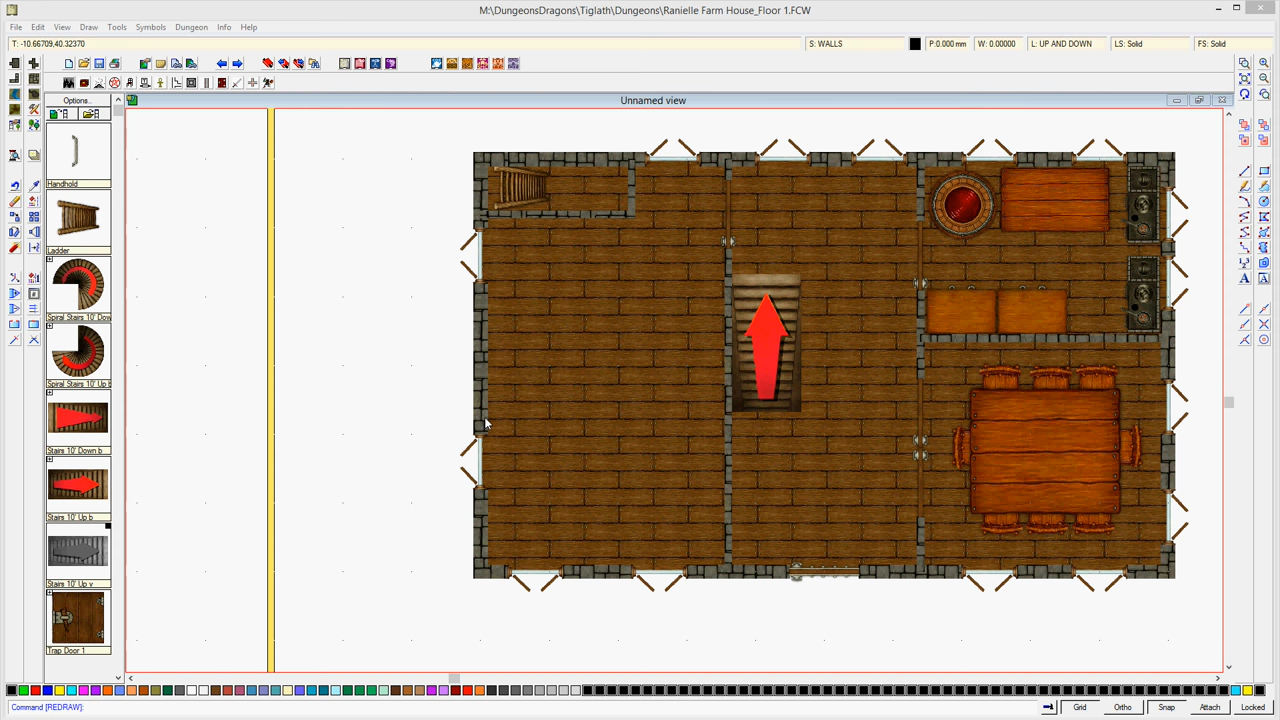 M:\DungeonsDragons\Tiglath\Dungeons\Ranielle Farm House_Floor 1.FCW
File Edit View Draw Tools Symbols Dungeon Info Help
T: -10.66709,40.32370 S: WALLS P:0.000 mm W: 0.00000 L: UP AND DOWN LS: Solid FS: Solid
Options..
Unnamed view
Handhold
Ladder
Spiral Stairs 10' Dow
Spiral Stairs 10' Up b
Stairs 10' Down b
Stairs 10' Up b
Stairs 10' Up v
Trap Door 1
Command [REDRAW]: Grid Ortho Snap Attach Locked